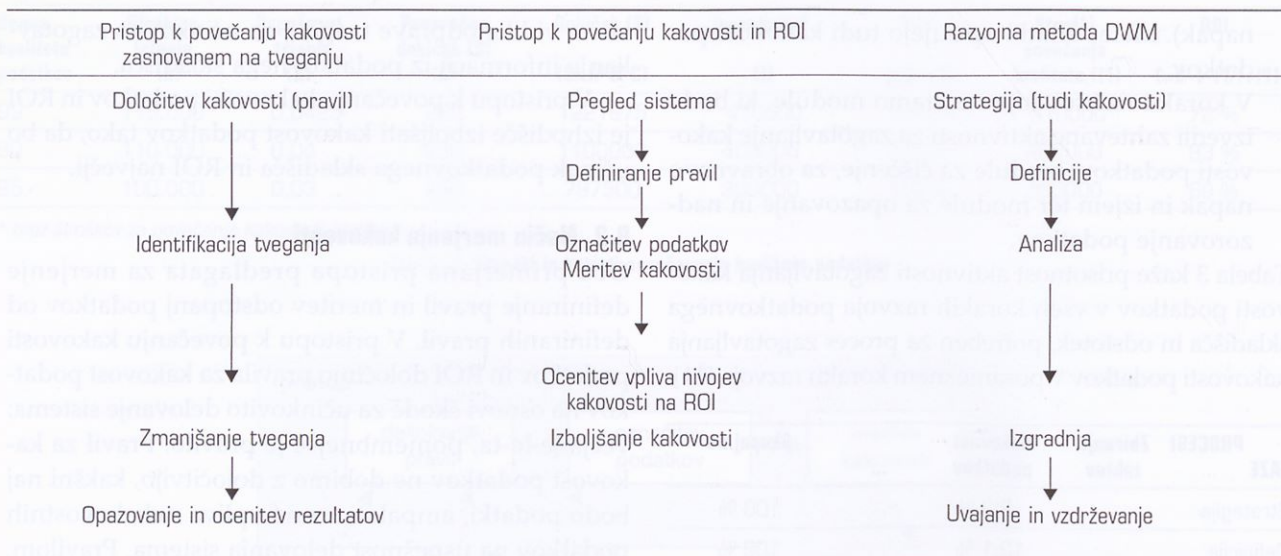 Pristop k povečanju kakovosti
zasnovanem na tveganju
Pristop k povečanju kakovosti in ROI
Razvojna metoda DWM
Določitev kakovosti (pravil)
Pregled sistema
Strategija (tudi kakovosti)
Definiranje pravil
Definicije
Identifikacija tveganja
Označitev podatkov
Meritev kakovosti
Analiza
Ocenitev vpliva nivojev
kakovosti na ROI
Zmanjšanje tveganja
Izboljšanje kakovosti
Izgradnja
Opazovanje in ocenitev rezultatov
Uvajanje in vzdrževanje